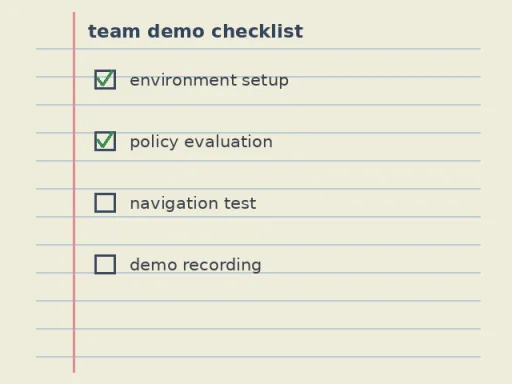 team demo checklist
environment setup
policy evaluation
navigation test
demo recording